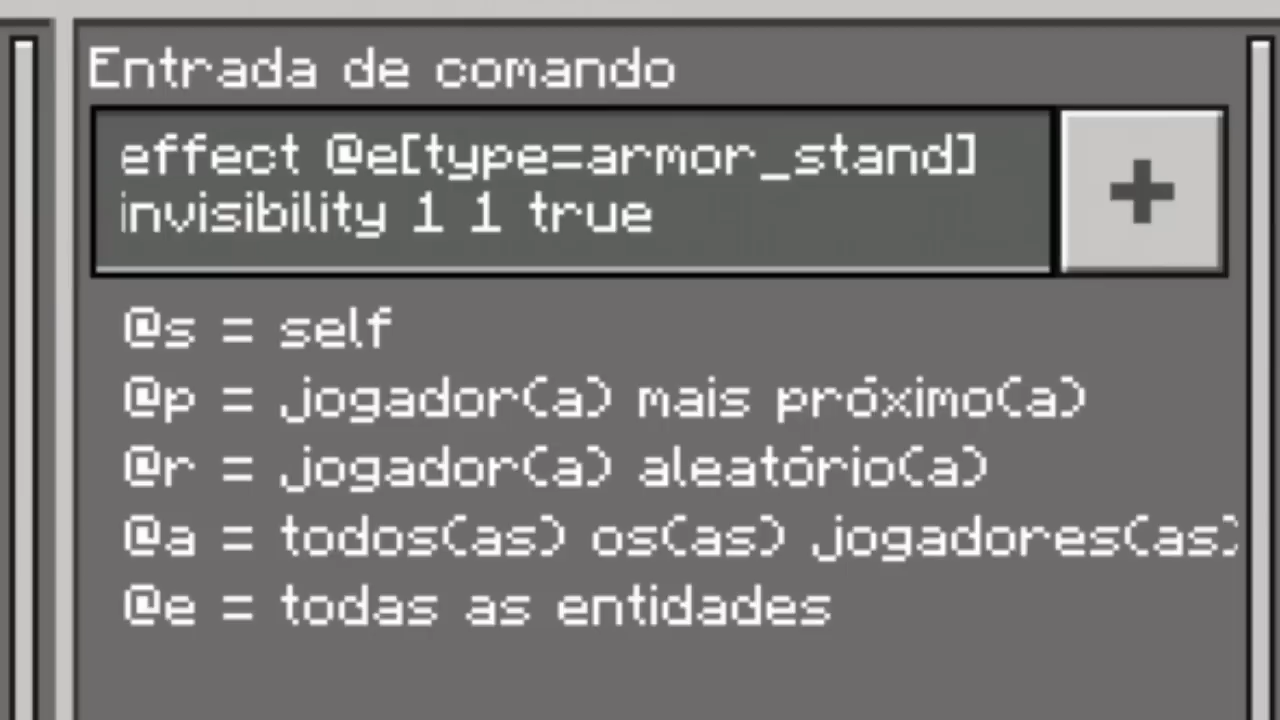 Entrada de comando
effect @e[type=armor_stand]
invisibility 1 1 true
@s = self
@p = jogador(a) mais próximo(a)
@r = jogador(a) aleatório(a)
@a = todos(as) os(as) jogadores(as)
@e = todas as entidades